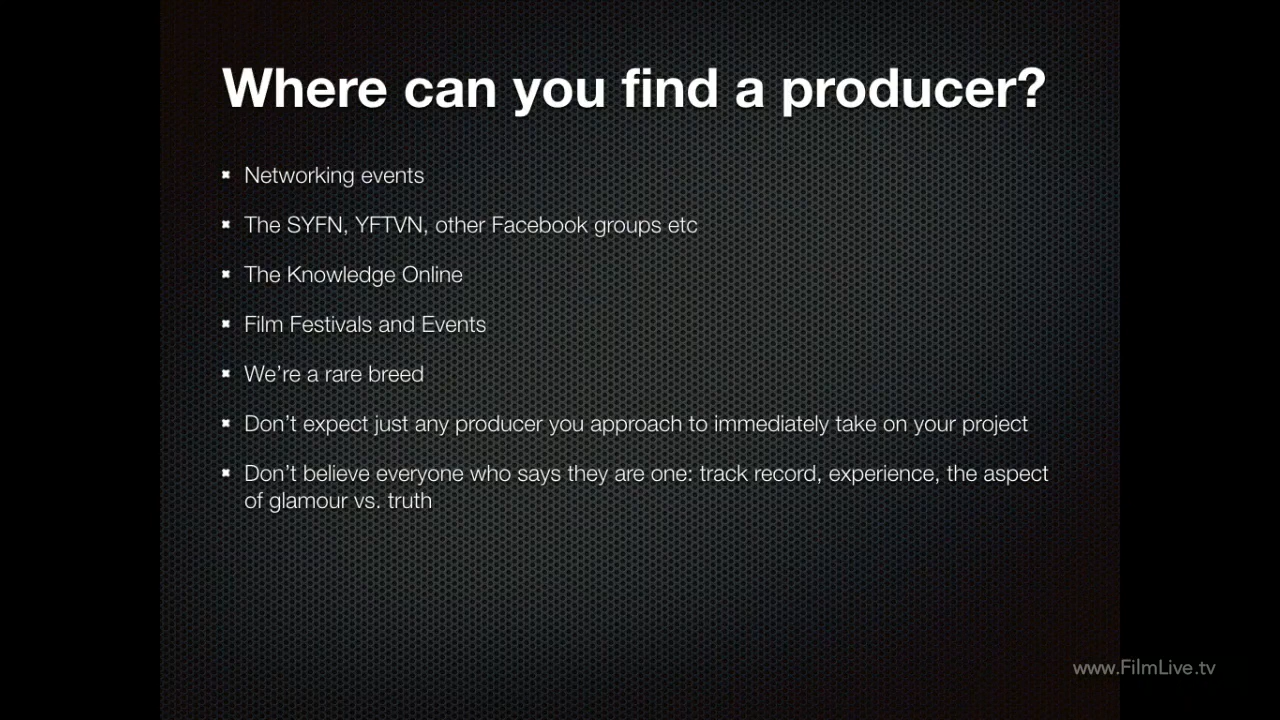 Where can you find a producer?
Networking events
The SYFN, YFTVN, other Facebook groups etc
The Knowledge Online
Film Festivals and Events
We're a rare breed
Don't expect just any producer you approach to immediately take on your project
Don't believe everyone who says they are one: track record, experience, the aspect
of glamour vs. truth
www.FilmLive.tv